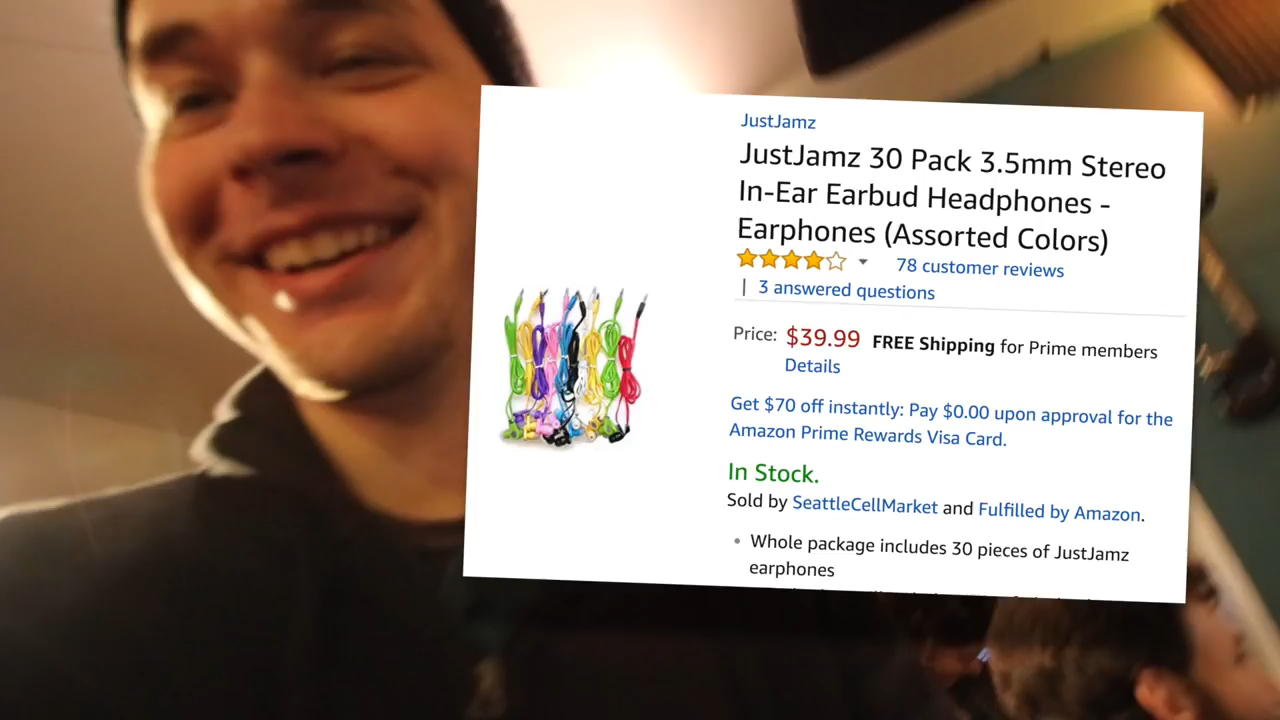 JustJamz
JustJamz 30 Pack 3.5mm Stereo
In-Ear Earbud Headphones -
Earphones (Assorted Colors)
78 customer reviews
| 3 answered questions
Price: $39.99 FREE Shipping for Prime members
Details
Get $70 off instantly: Pay $0.00 upon approval for the
Amazon Prime Rewards Visa Card.
In Stock.
Sold by SeattleCellMarket and Fulfilled by Amazon.
• Whole package includes 30 pieces of JustJamz
earphones